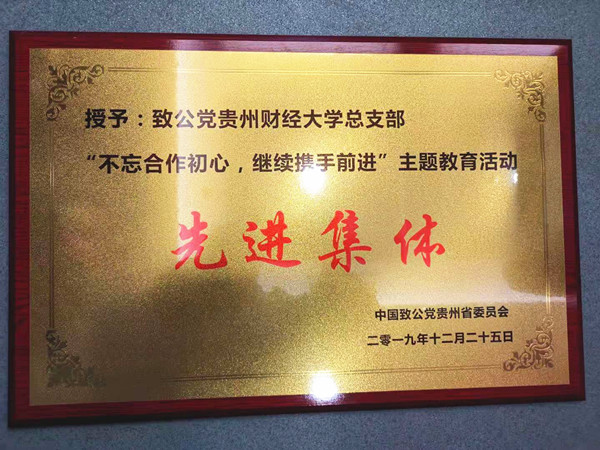 授予：致公党贵州财经大学总支部
“不忘合作初心，继续携手前进”主题教育活动
先进集体
中国致公党贵州省委员会
二零一九年十二月二十五日